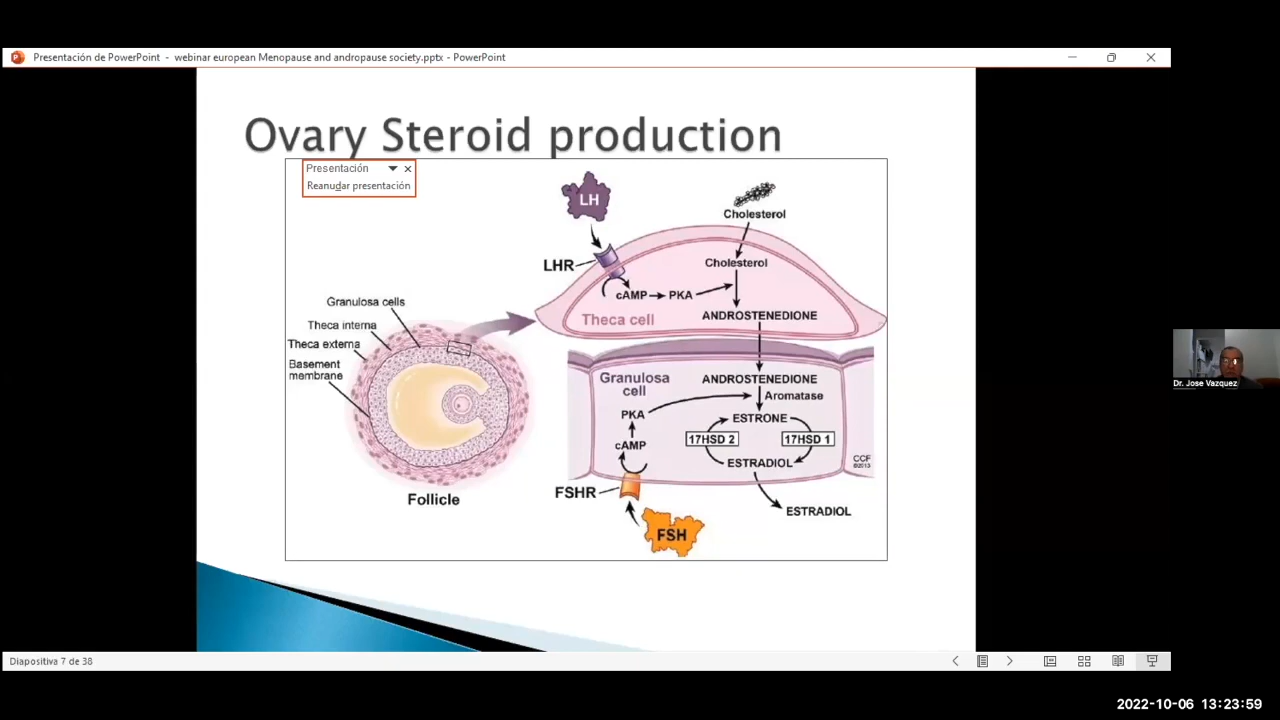 Presentación de PowerPoint - webinar european Menopause and andropause society.pptx - PowerPoint
Ovary Steroid production
Presentación
Reanudar presentación
LH
Cholesterol
LHR
Cholesterol
cAMP
PKA
Theca cell
ANDROSTENEDIONE
Granulosa cells
Theca interna
Theca externa
Basement
membrane
Follicle
Granulosa
cell
ANDROSTENEDIONE
Aromatase
PKA
ESTRONE
17HSD 2
17HSD 1
cAMP
ESTRADIOL
CCF
©2013
FSHR
ESTRADIOL
FSH
Dr. Jose Vazquez
Diapositiva 7 de 38
2022-10-06 13:23:59